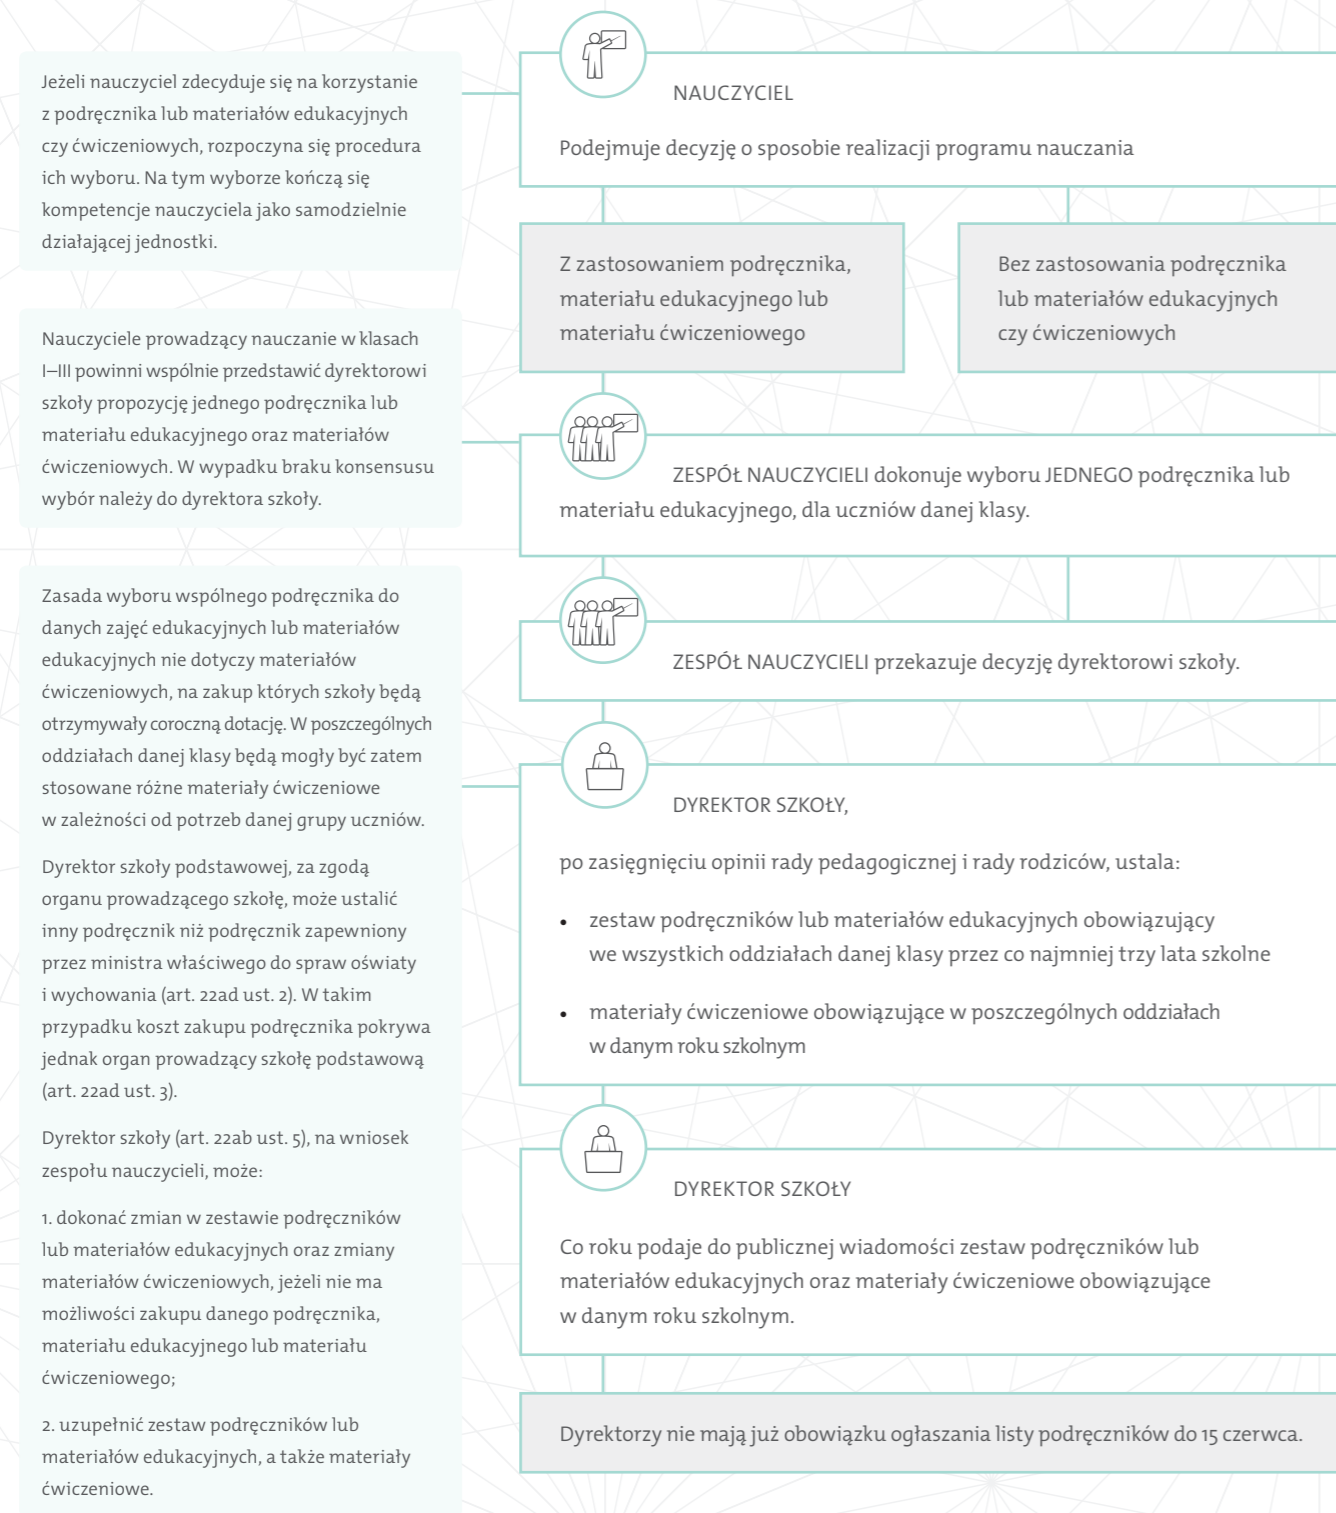 Jeżeli nauczyciel zdecyduje się na korzystanie
z podręcznika lub materiałów edukacyjnych
czy ćwiczeniowych, rozpoczyna się procedura
ich wyboru. Na tym wyborze kończą się
kompetencje nauczyciela jako samodzielnie
działającej jednostki.
Nauczyciele prowadzący nauczanie w klasach
I–III powinni wspólnie przedstawić dyrektorowi
szkoły propozycję jednego podręcznika lub
materiału edukacyjnego oraz materiałów
ćwiczeniowych. W wypadku braku konsensusu
wybór należy do dyrektora szkoły.
Zasada wyboru wspólnego podręcznika do
danych zajęć edukacyjnych lub materiałów
edukacyjnych nie dotyczy materiałów
ćwiczeniowych, na zakup których szkoły będą
otrzymywały coroczną dotację. W poszczególnych
oddziałach danej klasy będą mogły być zatem
stosowane różne materiały ćwiczeniowe
w zależności od potrzeb danej grupy uczniów.
Dyrektor szkoły podstawowej, za zgodą
organu prowadzącego szkołę, może ustalić
inny podręcznik niż podręcznik zapewniony
przez ministra właściwego do spraw oświaty
i wychowania (art. 22ad ust. 2). W takim
przypadku koszt zakupu podręcznika pokrywa
jednak organ prowadzący szkołę podstawową
(art. 22ad ust. 3).
Dyrektor szkoły (art. 22ab ust. 5), na wniosek
zespołu nauczycieli, może:
1. dokonać zmian w zestawie podręczników
lub materiałów edukacyjnych oraz zmiany
materiałów ćwiczeniowych, jeżeli nie ma
możliwości zakupu danego podręcznika,
materiału edukacyjnego lub materiału
ćwiczeniowego;
2. uzupełnić zestaw podręczników lub
materiałów edukacyjnych, a także materiały
ćwiczeniowe.
NAUCZYCIEL
Podejmuje decyzję o sposobie realizacji programu nauczania
Z zastosowaniem podręcznika,
materiału edukacyjnego lub
materiału ćwiczeniowego
Bez zastosowania podręcznika
lub materiałów edukacyjnych
czy ćwiczeniowych
ZESPÓŁ NAUCZYCIELI dokonuje wyboru JEDNEGO podręcznika lub
materiału edukacyjnego, dla uczniów danej klasy.
ZESPÓŁ NAUCZYCIELI przekazuje decyzję dyrektorowi szkoły.
DYREKTOR SZKOŁY,
po zasięgnięciu opinii rady pedagogicznej i rady rodziców, ustala:
• zestaw podręczników lub materiałów edukacyjnych obowiązujący
we wszystkich oddziałach danej klasy przez co najmniej trzy lata szkolne
• materiały ćwiczeniowe obowiązujące w poszczególnych oddziałach
w danym roku szkolnym
DYREKTOR SZKOŁY
Co roku podaje do publicznej wiadomości zestaw podręczników lub
materiałów edukacyjnych oraz materiały ćwiczeniowe obowiązujące
w danym roku szkolnym.
Dyrektorzy nie mają już obowiązku ogłaszania listy podręczników do 15 czerwca.